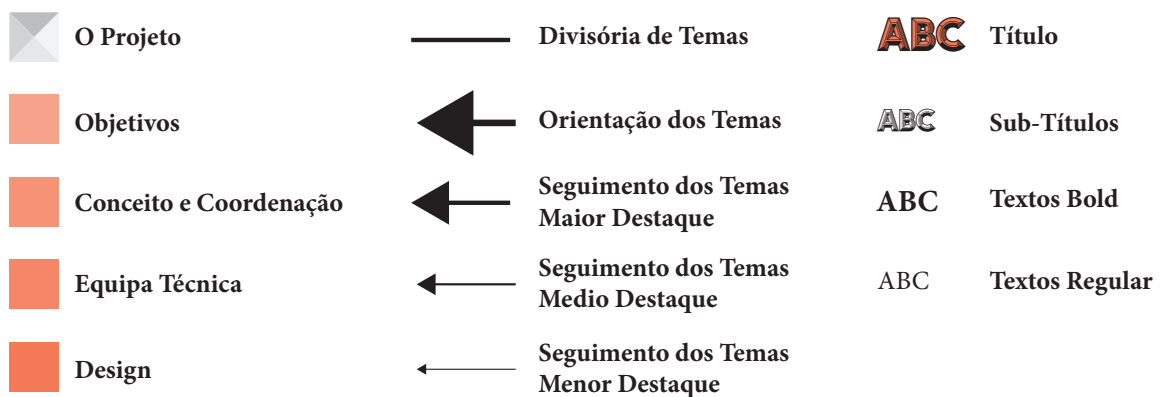 O Projeto
Objetivos
Conceito e Coordenação
Equipa Técnica
Design
Divisória de Temas
Orientação dos Temas
Seguimento dos Temas
Maior Destaque
Seguimento dos Temas
Medio Destaque
Seguimento dos Temas
Menor Destaque
ABC Título
ABC Sub-Títulos
ABC Textos Bold
ABC Textos Regular